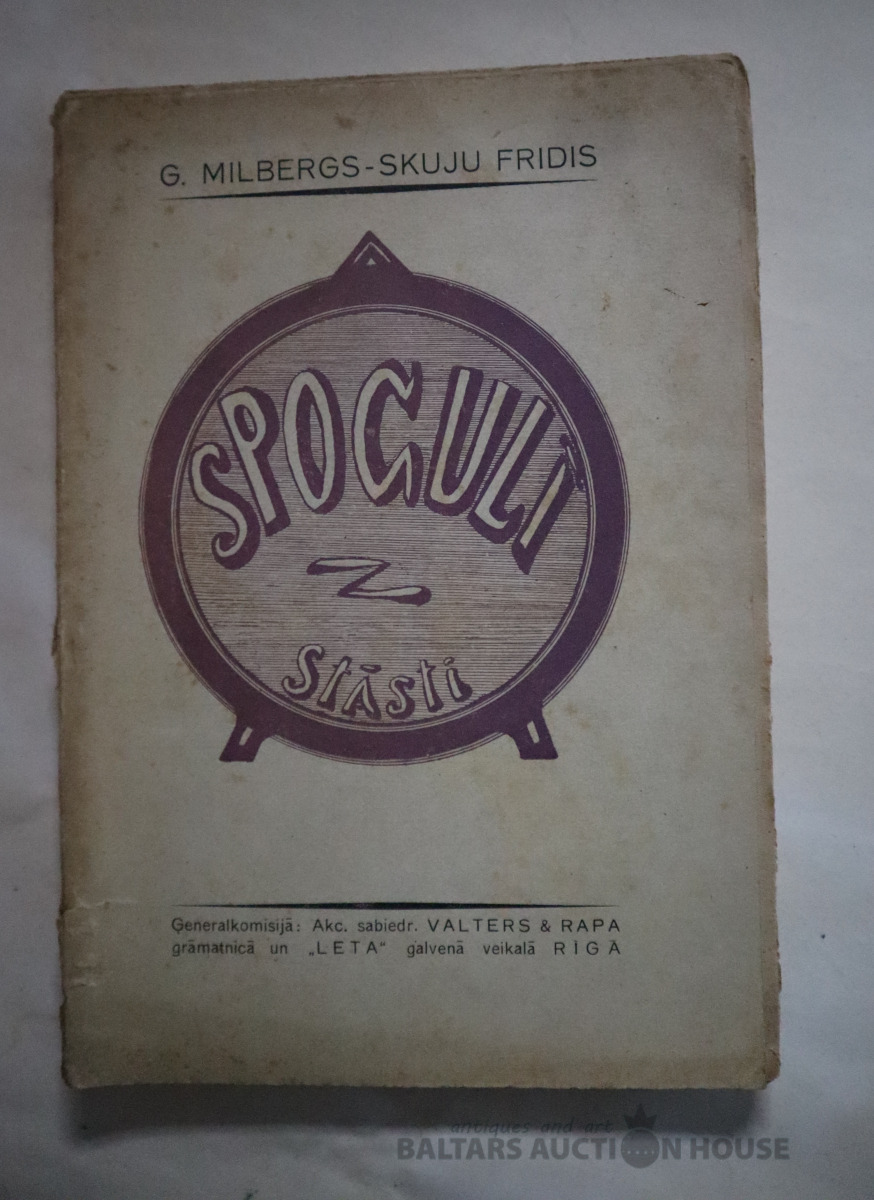 G. MILBERGS-SKUJU FRIDIS
SPOGULĪ
Stāsti
Ģeneralkomisijā: Akc. sabiedr. VALTERS & RAPA
grāmatnīcā un „LETA“ galvenā veikalā RĪGĀ
antiques and art
BALTARS AUCTION HOUSE